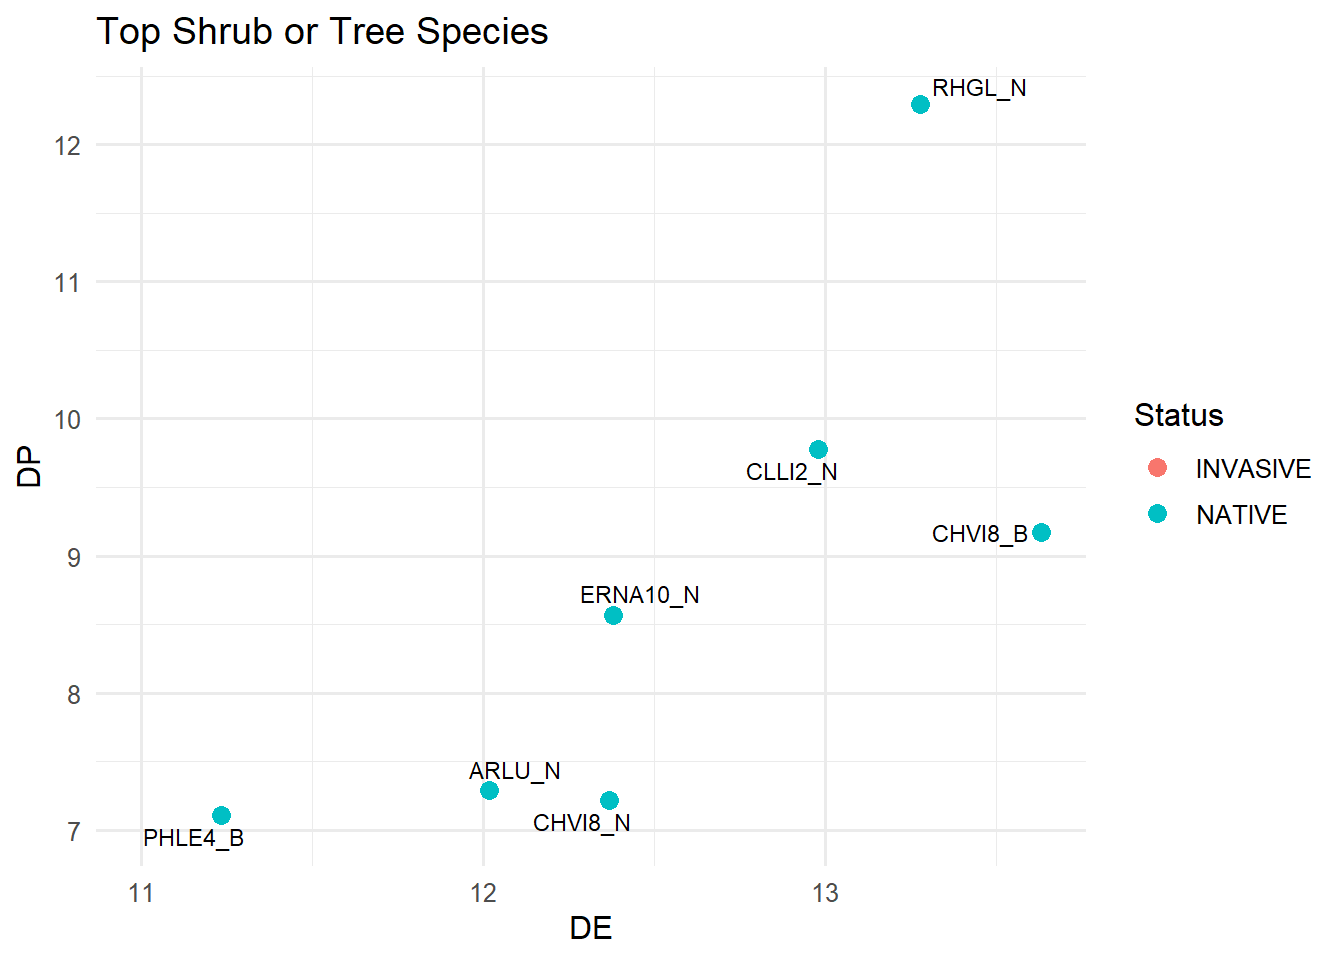 Top Shrub or Tree Species
RHGL_N
12
11
10
CLLI2_N
CHVI8_B
9
ERNA10_N
8
ARLU_N
CHVI8_N
7
PHLE4_B
11 12 13
DE
DP
Status
INVASIVE
NATIVE